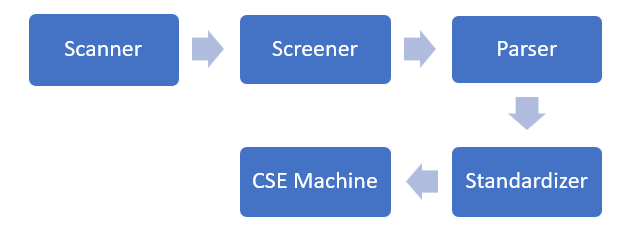 Scanner
Screener
Parser
Standardizer
CSE Machine